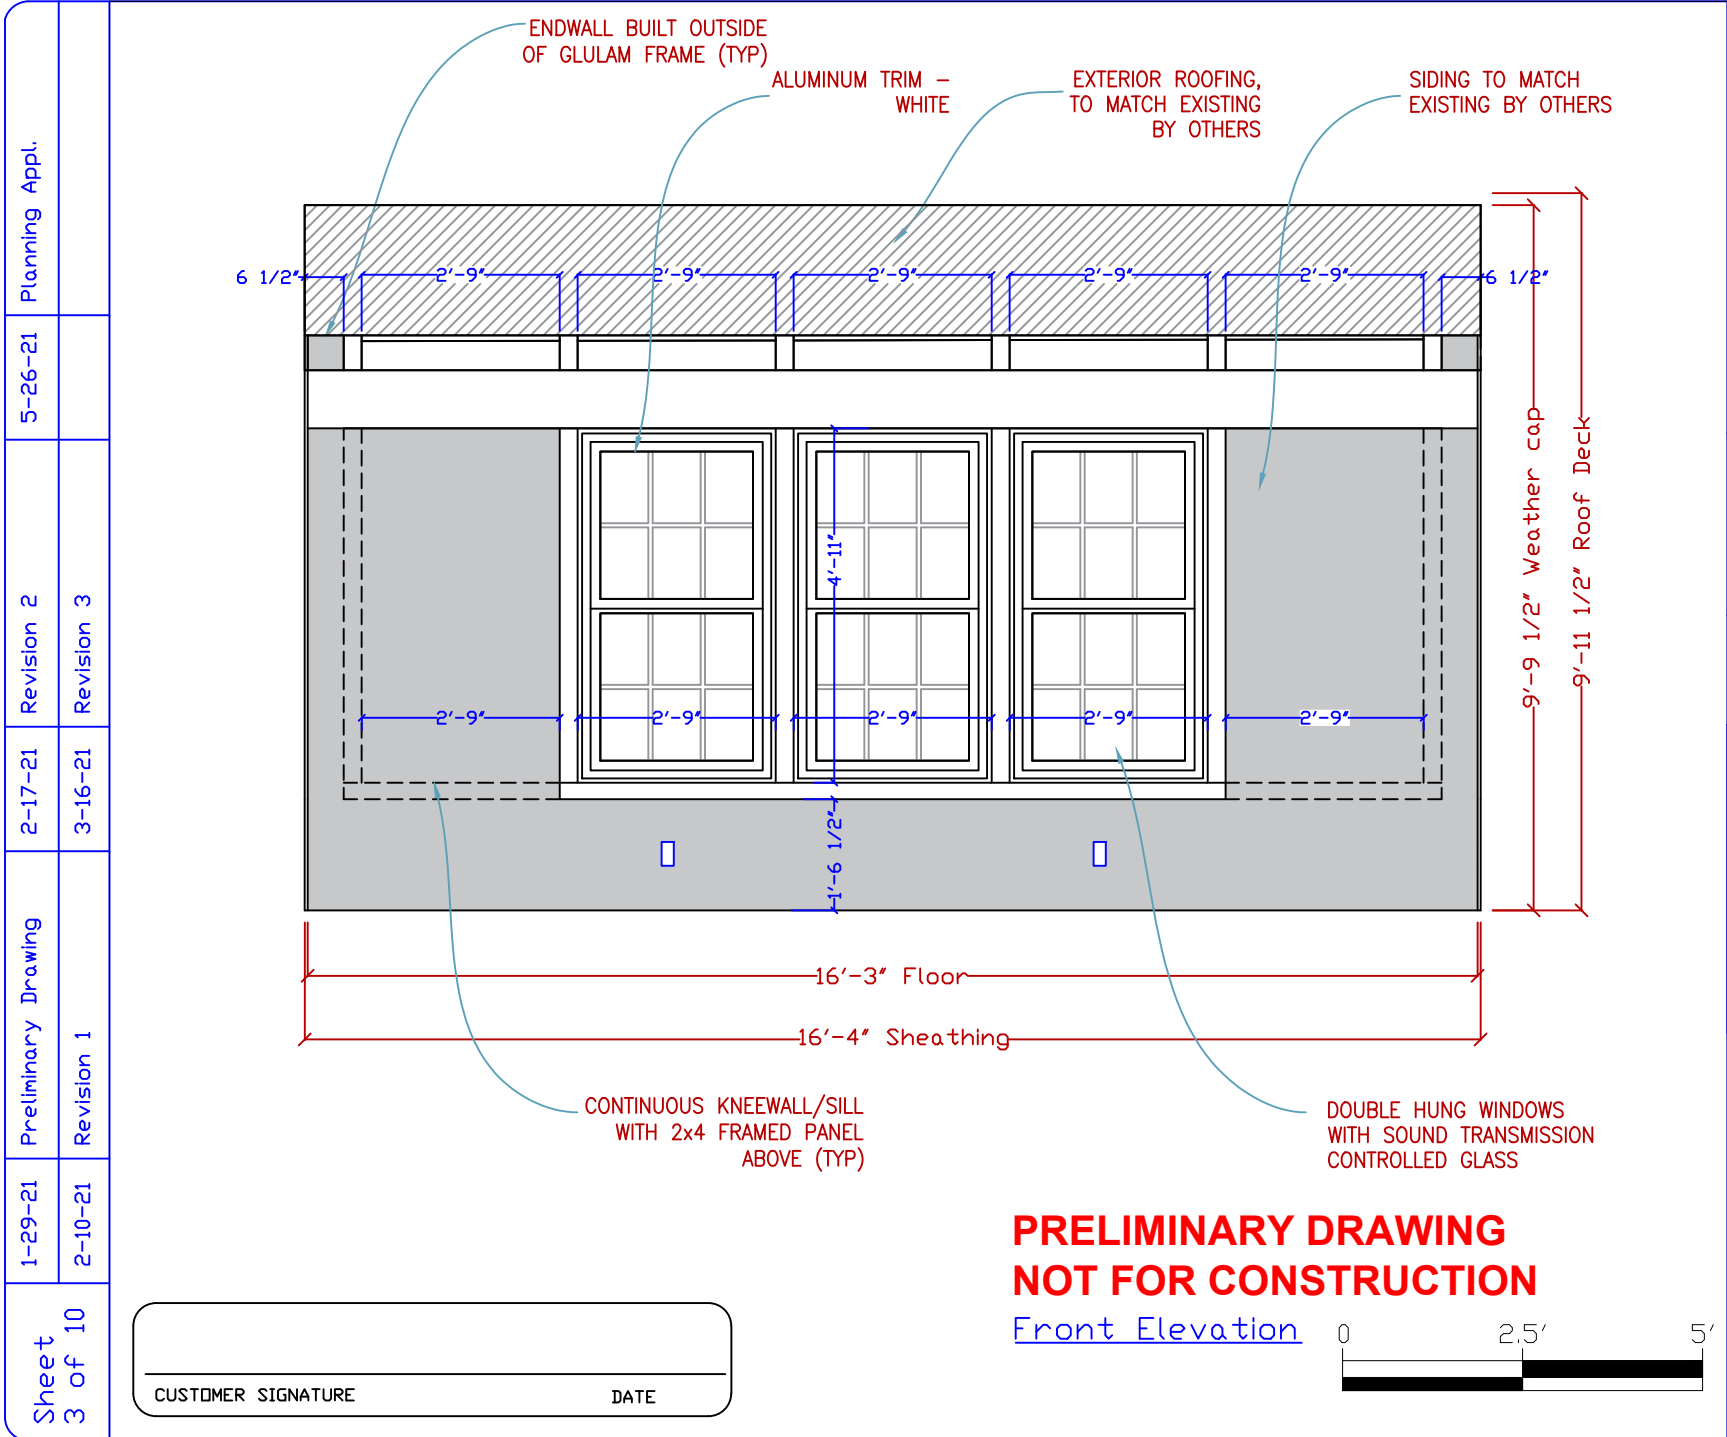 ENDWALL BUILT OUTSIDE
OF GLULAM FRAME (TYP)
ALUMINUM TRIM –
WHITE
EXTERIOR ROOFING,
TO MATCH EXISTING
BY OTHERS
SIDING TO MATCH
EXISTING BY OTHERS
6 1/2"
2'-9"
2'-9"
2'-9"
2'-9"
2'-9"
6 1/2"
4'-11"
2'-9"
2'-9"
2'-9"
2'-9"
2'-9"
1'-6 1/2"
9'-9 1/2" Weather cap
9'-11 1/2" Roof Deck
16'-3" Floor
16'-4" Sheathing
CONTINUOUS KNEEWALL/SILL
WITH 2x4 FRAMED PANEL
ABOVE (TYP)
DOUBLE HUNG WINDOWS
WITH SOUND TRANSMISSION
CONTROLLED GLASS
PRELIMINARY DRAWING
NOT FOR CONSTRUCTION
Front Elevation
0 2.5' 5'
CUSTOMER SIGNATURE DATE
Sheet
3 of 10
1-29-21 Preliminary Drawing
2-10-21 Revision 1
2-17-21 Revision 2
3-16-21 Revision 3
5-26-21 Planning Appl.